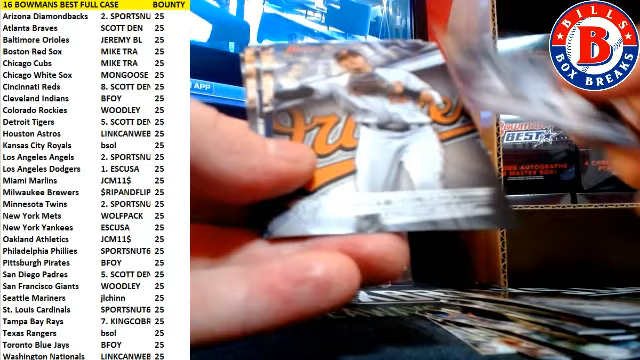 16 BOWMANS BEST FULL CASE BOUNTY
Arizona Diamondbacks 2. SPORTSNU 25
Atlanta Braves SCOTT DEN 25
Baltimore Orioles JEREMY BL 25
Boston Red Sox MIKE TRA 25
Chicago Cubs MIKE TRA 25
Chicago White Sox MONGOOSE 25
Cincinnati Reds 8. SCOTT DEN 25
Cleveland Indians BFOY 25
Colorado Rockies WOODLEY 25
Detroit Tigers 5. SCOTT DEN 25
Houston Astros LINKCANWEB 25
Kansas City Royals bsol 25
Los Angeles Angels 2. SPORTSNU 25
Los Angeles Dodgers 1. ESCUSA 25
Miami Marlins JCM11$ 25
Milwaukee Brewers $RIPANDFLIP 25
Minnesota Twins 2. SPORTSNU 25
New York Mets WOLFPACK 25
New York Yankees ESCUSA 25
Oakland Athletics JCM11$ 25
Philadelphia Phillies SPORTSNUT6 25
Pittsburgh Pirates BFOY 25
San Diego Padres 5. SCOTT DEN 25
San Francisco Giants WOODLEY 25
Seattle Mariners jlchinn 25
St. Louis Cardinals SPORTSNUT6 25
Tampa Bay Rays 7. KINGCOBR 25
Texas Rangers bsol 25
Toronto Blue Jays BFOY 25
Washington Nationals LINKCANWEB 25
APP
BILLS
B
BOX BREAKS
BEST
OME AUTOGRAPHS
MASTER BOX!